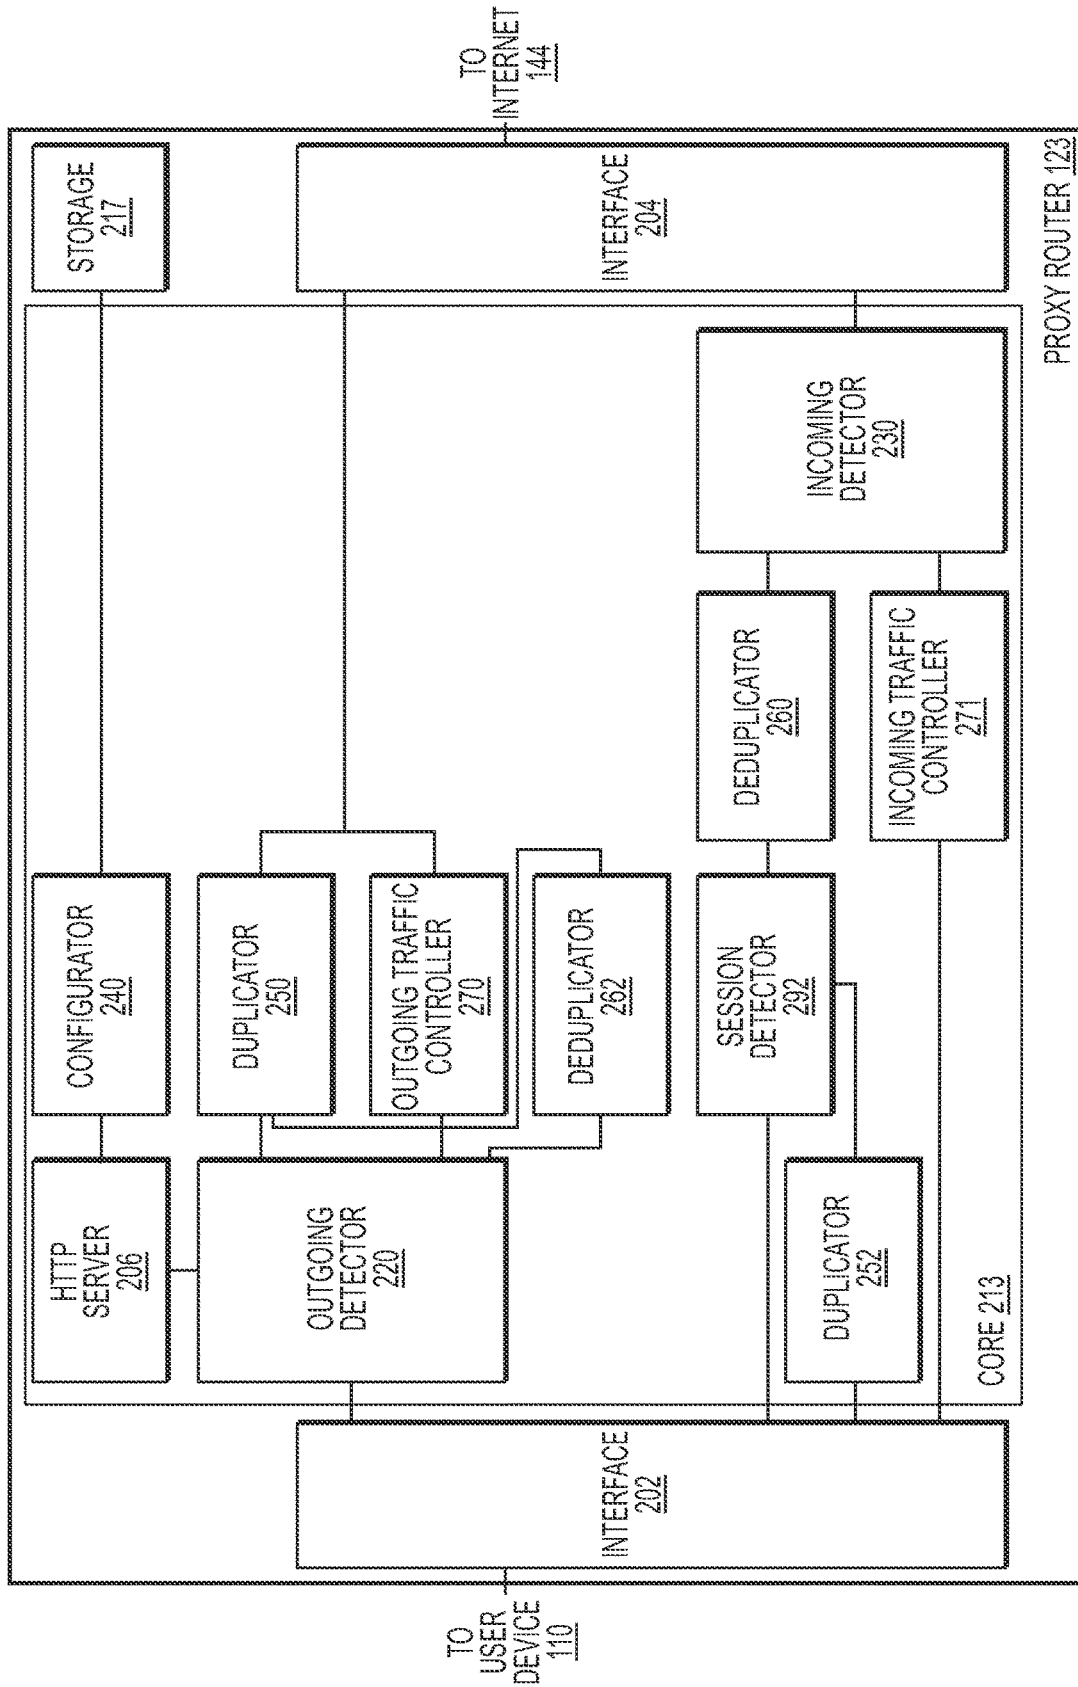 TO
USER
DEVICE
110
INTERFACE
202
HTTP
SERVER
206
CONFIGURATOR
240
STORAGE
217
OUTGOING
DETECTOR
220
DUPLICATOR
250
OUTGOING TRAFFIC
CONTROLLER
270
DEDUPLICATOR
262
SESSION
DETECTOR
292
DUPLICATOR
252
DEDUPLICATOR
260
INCOMING TRAFFIC
CONTROLLER
271
INCOMING
DETECTOR
230
INTERFACE
204
TO
INTERNET
144
CORE 213
PROXY ROUTER 123